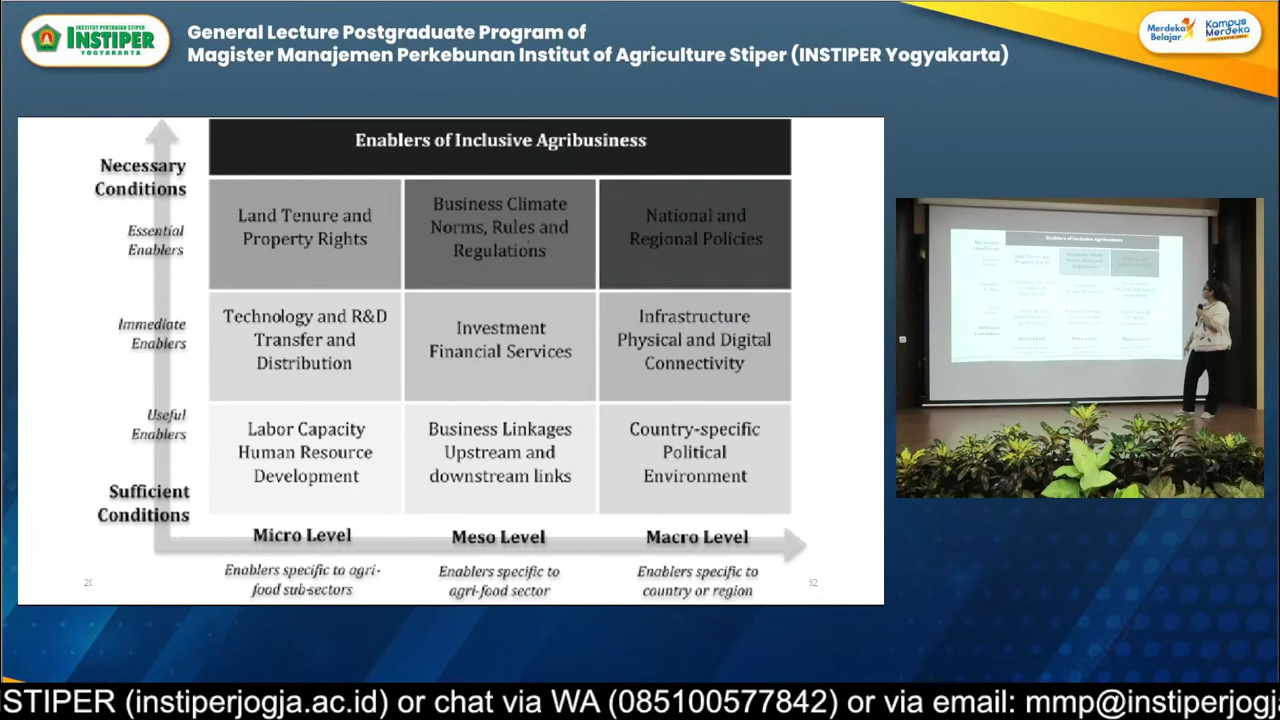 INSTITUT PERTANIAN STIPER
INSTIPER
YOGYAKARTA
General Lecture Postgraduate Program of
Magister Manajemen Perkebunan Institut of Agriculture Stiper (INSTIPER Yogyakarta)
Merdeka
Belajar
Kampus
Merdeka
Enablers of Inclusive Agribusiness
Necessary
Conditions
Essential
Enablers
Land Tenure and
Property Rights
Business Climate
Norms, Rules and
Regulations
National and
Regional Policies
Immediate
Enablers
Technology and R&D
Transfer and
Distribution
Investment
Financial Services
Infrastructure
Physical and Digital
Connectivity
Useful
Enablers
Labor Capacity
Human Resource
Development
Business Linkages
Upstream and
downstream links
Country-specific
Political
Environment
Sufficient
Conditions
Micro Level
Meso Level
Macro Level
Enablers specific to agri-
food sub-sectors
Enablers specific to
agri-food sector
Enablers specific to
country or region
Enablers of Inclusive Agribusiness
STIPER (instiperjogja.ac.id) or chat via WA (085100577842) or via email: mmp@instiperjogja